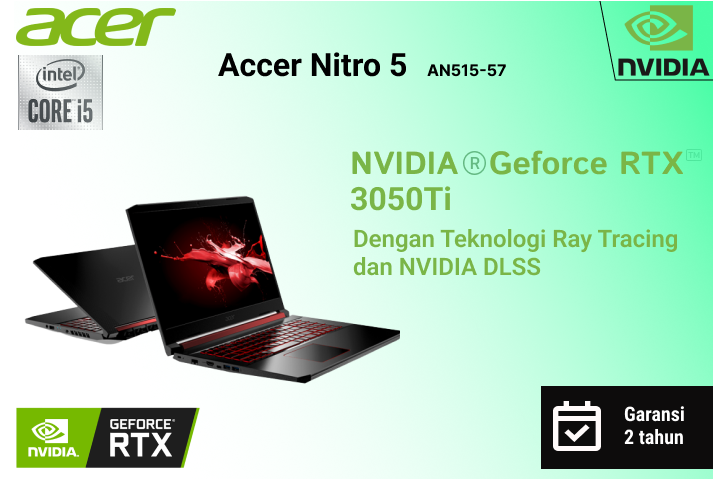 acer
intel
CORE i5
Accer Nitro 5 AN515-57
NVIDIA
NVIDIA®Geforce RTX™
3050Ti
Dengan Teknologi Ray Tracing
dan NVIDIA DLSS
NVIDIA.
GEFORCE®
RTX
Garansi
2 tahun